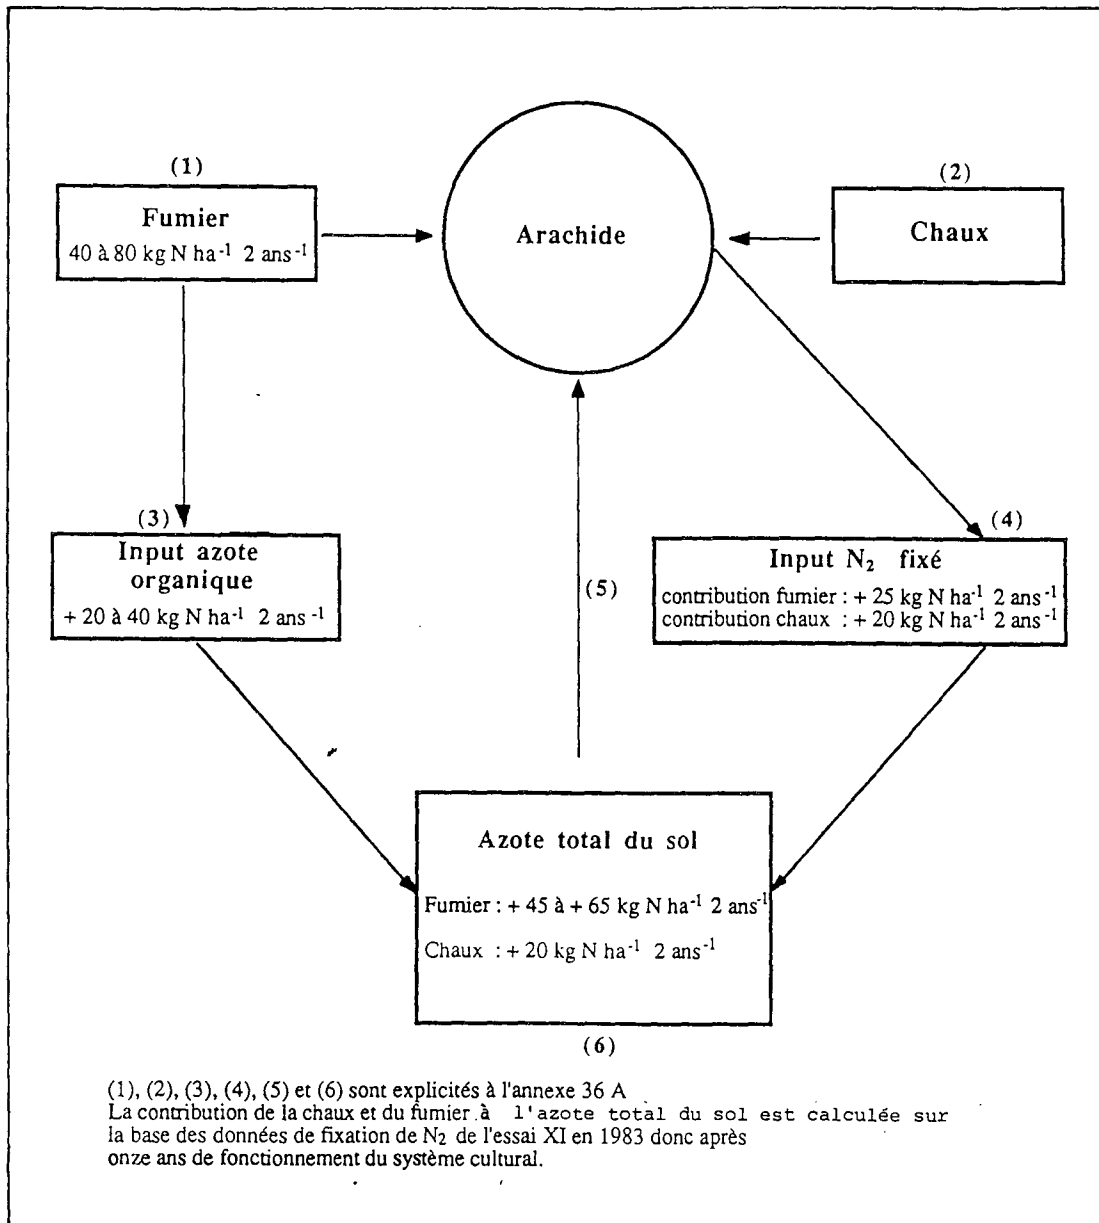 (1)
Fumier
40 à 80 kg N ha⁻¹ 2 ans⁻¹
Arachide
(2)
Chaux
(3)
Input azote
organique
+ 20 à 40 kg N ha⁻¹ 2 ans⁻¹
(5)
(4)
Input N₂ fixé
contribution fumier : + 25 kg N ha⁻¹ 2 ans⁻¹
contribution chaux : + 20 kg N ha⁻¹ 2 ans⁻¹
Azote total du sol
Fumier : + 45 à + 65 kg N ha⁻¹ 2 ans⁻¹
Chaux : + 20 kg N ha⁻¹ 2 ans⁻¹
(6)
(1), (2), (3), (4), (5) et (6) sont explicités à l'annexe 36 A
La contribution de la chaux et du fumier à l'azote total du sol est calculée sur
la base des données de fixation de N₂ de l'essai XI en 1983 donc après
onze ans de fonctionnement du système cultural.